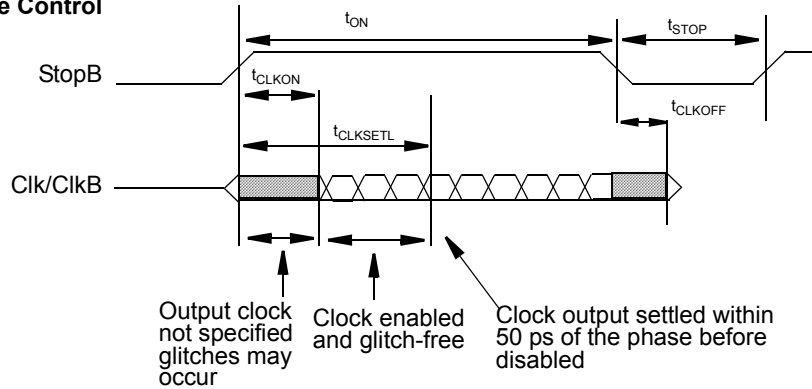 e Control
tON
tSTOP
StopB
tCLKON
tCLKOFF
tCLKSETL
Clk/ClkB
Output clock
not specified
glitches may
occur
Clock enabled
and glitch-free
Clock output settled within
50 ps of the phase before
disabled